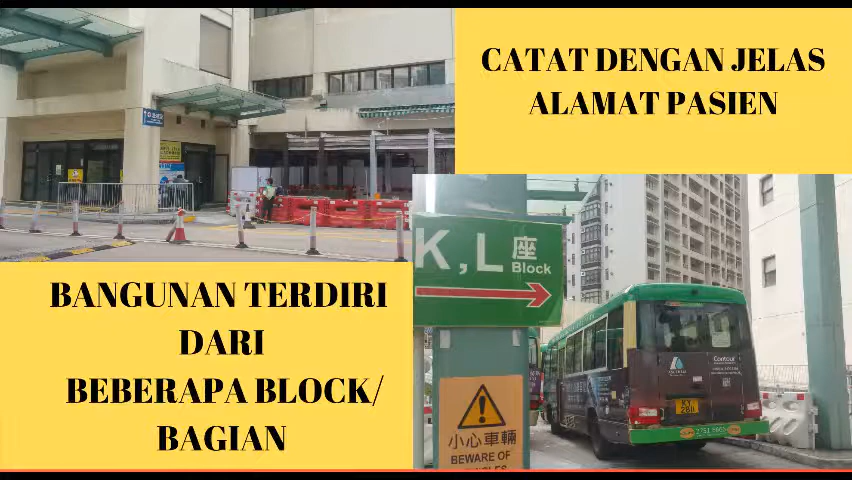 CATAT DENGAN JELAS
ALAMAT PASIEN
BANGUNAN TERDIRI
DARI
BEBERAPA BLOCK/
BAGIAN
K,L座
Block
小心車輛
BEWARE OF